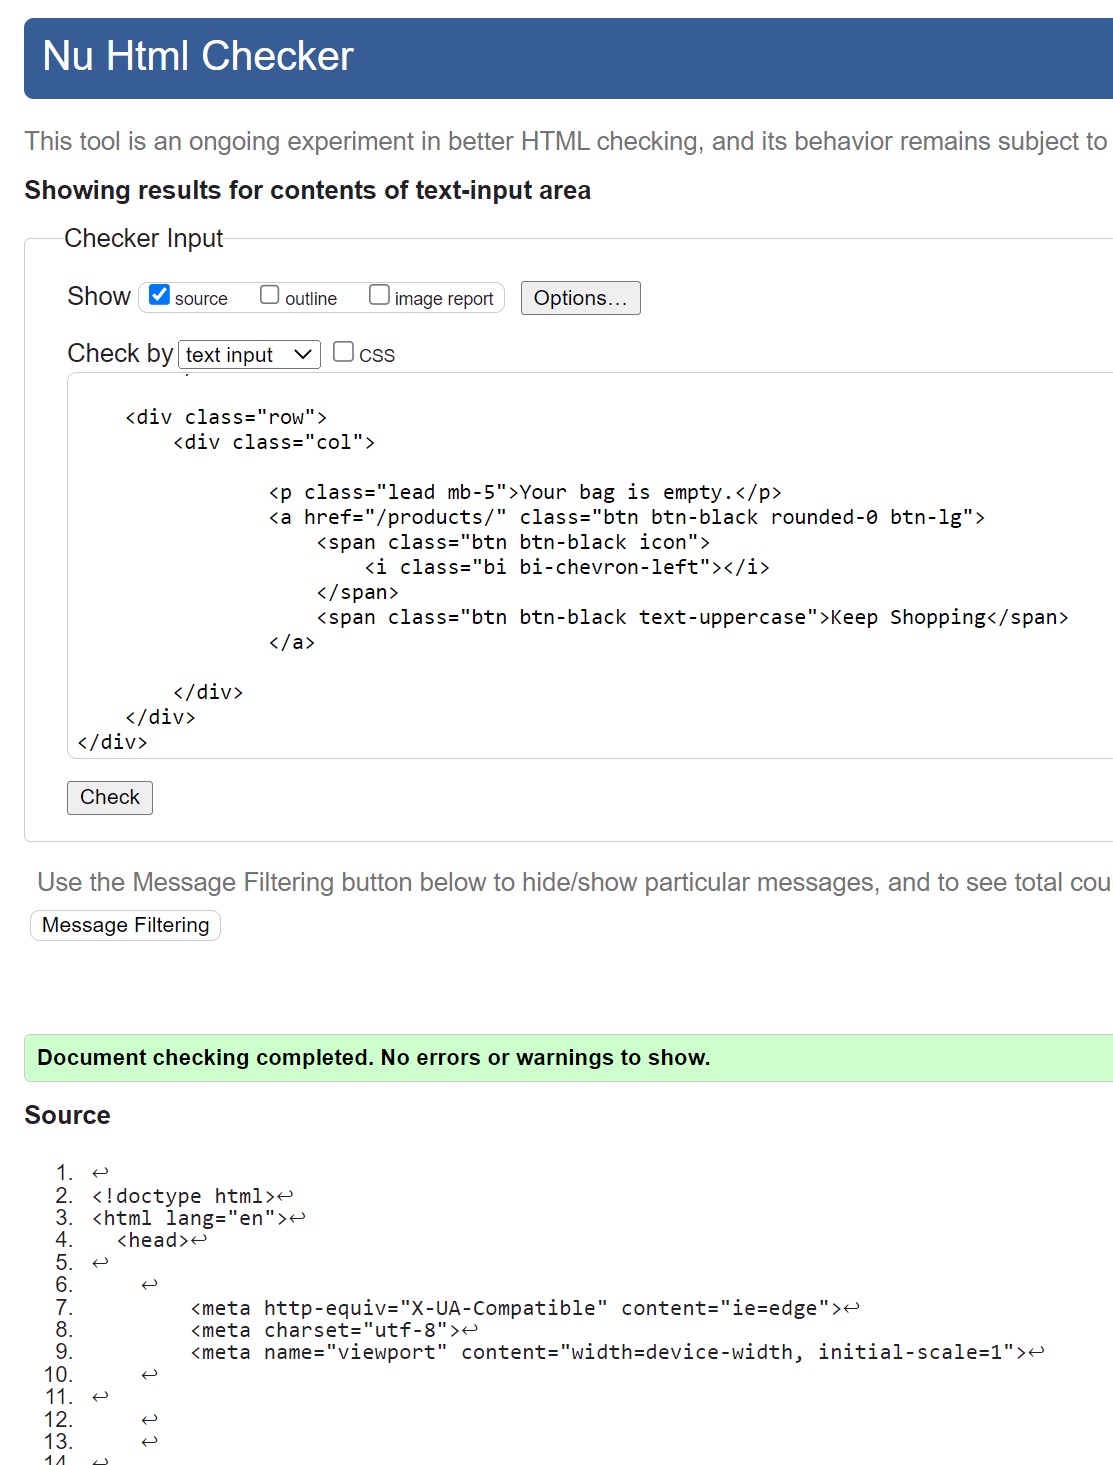 Nu Html Checker
This tool is an ongoing experiment in better HTML checking, and its behavior remains subject to
Showing results for contents of text-input area
Checker Input
Show source outline image report Options...
Check by text input CSS
<div class="row">
<div class="col">
<p class="lead mb-5">Your bag is empty.</p>
<a href="/products/" class="btn btn-black rounded-0 btn-lg">
<span class="btn btn-black icon">
<i class="bi bi-chevron-left"></i>
</span>
<span class="btn btn-black text-uppercase">Keep Shopping</span>
</a>
</div>
</div>
</div>
Check
Use the Message Filtering button below to hide/show particular messages, and to see total cou
Message Filtering
Document checking completed. No errors or warnings to show.
Source
1. ↩
2. <!doctype html>↩
3. <html lang="en">↩
4. <head>↩
5. ↩
6. ↩
7. <meta http-equiv="X-UA-Compatible" content="ie=edge">↩
8. <meta charset="utf-8">↩
9. <meta name="viewport" content="width=device-width, initial-scale=1">↩
10. ↩
11. ↩
12. ↩
13. ↩
14. ↩